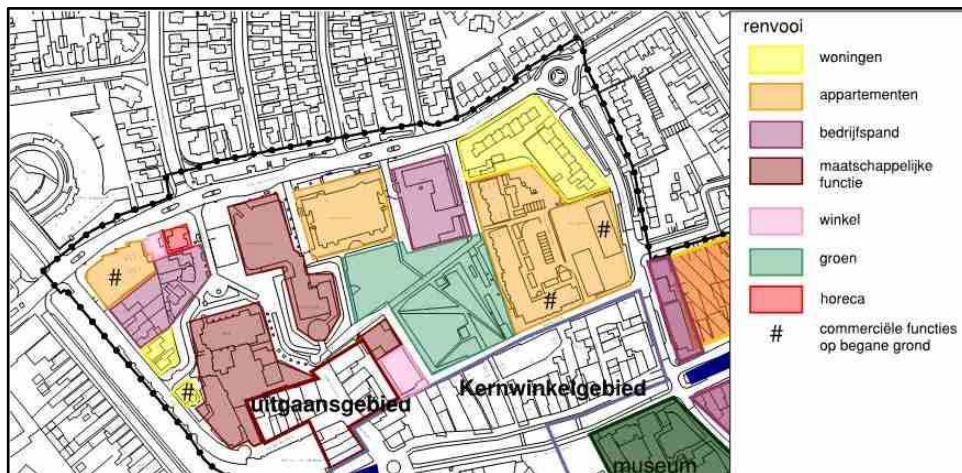 renvooi
woningen
appartementen
bedrijfspand
maatschappelijke
functie
winkel
groen
horeca
# commerciële functies
op begane grond
#
#
#
#
uitgaansgebied
Kernwinkelgebied
museum